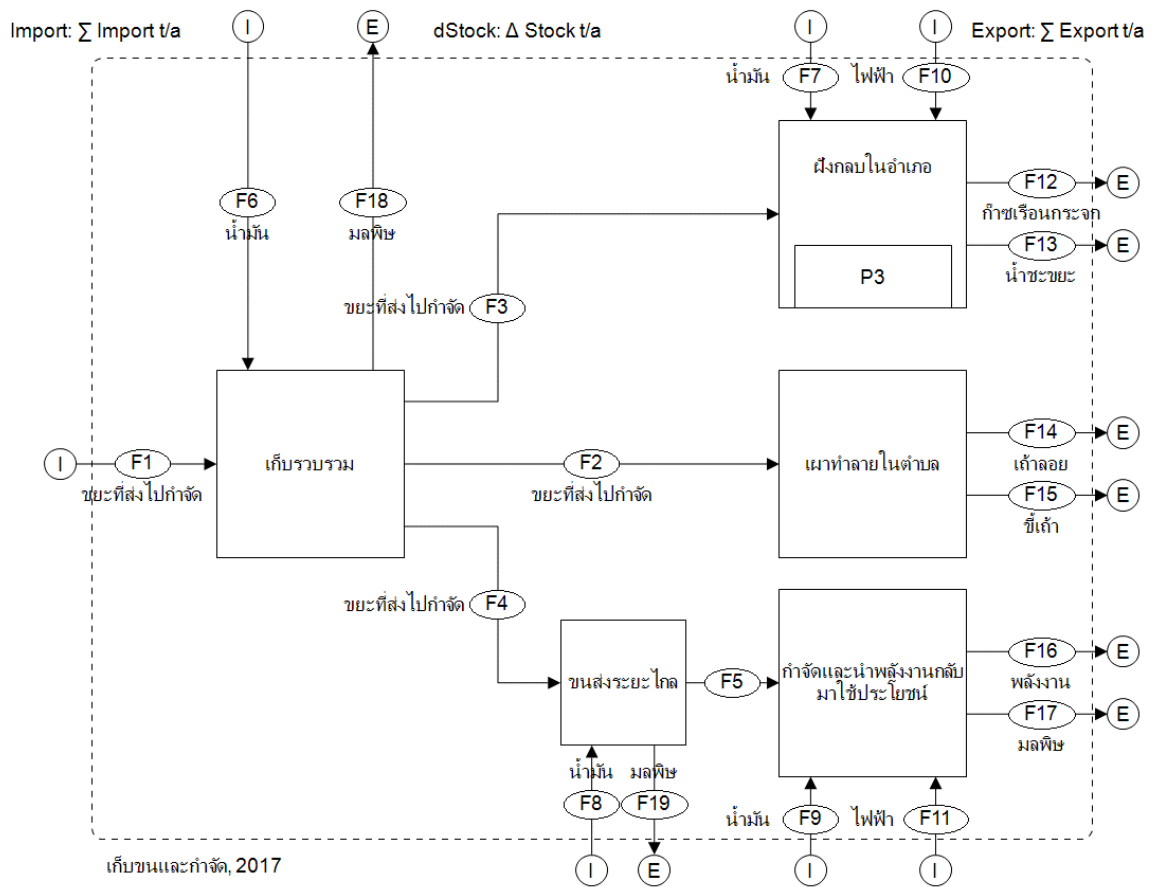 Import: ∑ Import t/a
I
E
dStock: Δ Stock t/a
I
I
Export: ∑ Export t/a
น้ำมัน
F7
ไฟฟ้า
F10
ฝังกลบในอำเภอ
F12
E
ก๊าซเรือนกระจก
F6
น้ำมัน
F18
มลพิษ
F13
E
น้ำชะขยะ
P3
ขยะที่ส่งไปกำจัด
F3
I
F1
ขยะที่ส่งไปกำจัด
เก็บรวบรวม
F2
ขยะที่ส่งไปกำจัด
เผาทำลายในตำบล
F14
E
เถ้าลอย
F15
E
ขี้เถ้า
ขยะที่ส่งไปกำจัด
F4
ขนส่งระยะไกล
F5
กำจัดและนำพลังงานกลับ
มาใช้ประโยชน์
F16
E
พลังงาน
F17
E
มลพิษ
น้ำมัน
มลพิษ
F8
F19
น้ำมัน
F9
ไฟฟ้า
F11
เก็บขนและกำจัด, 2017
I
E
I
I